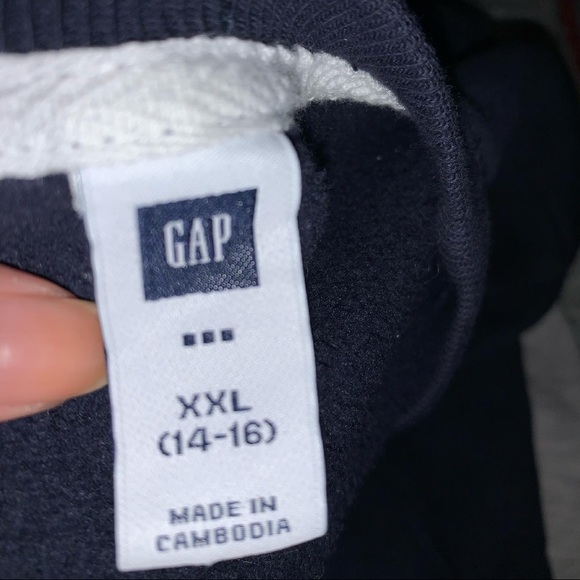 GAP
XXL
(14-16)
MADE IN
CAMBODIA